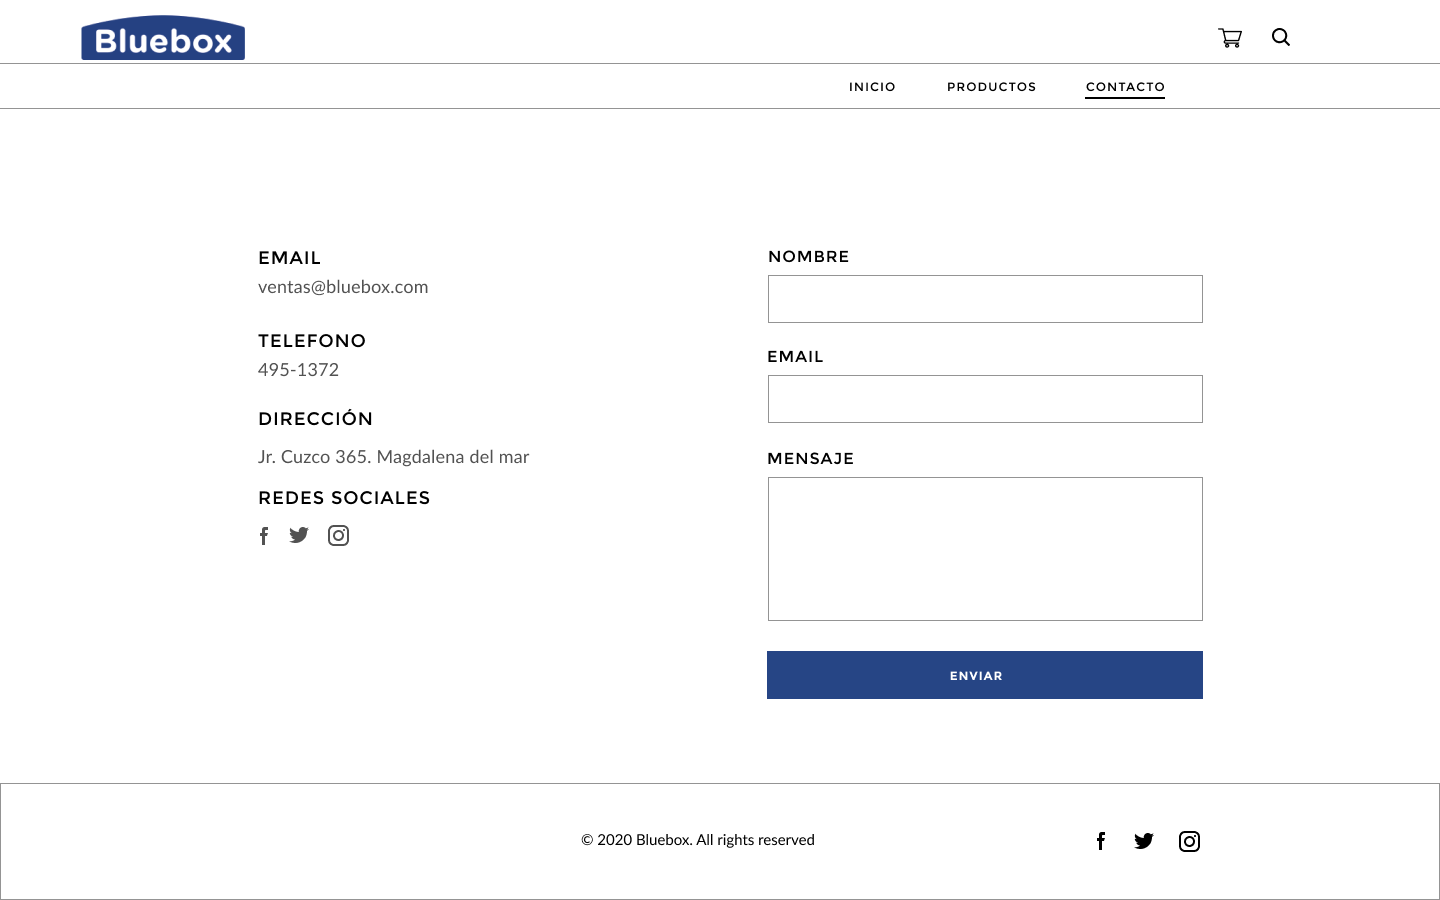 Bluebox
INICIO PRODUCTOS CONTACTO
EMAIL
ventas@bluebox.com
TELEFONO
495-1372
DIRECCIÓN
Jr. Cuzco 365. Magdalena del mar
REDES SOCIALES
NOMBRE
EMAIL
MENSAJE
ENVIAR
© 2020 Bluebox. All rights reserved